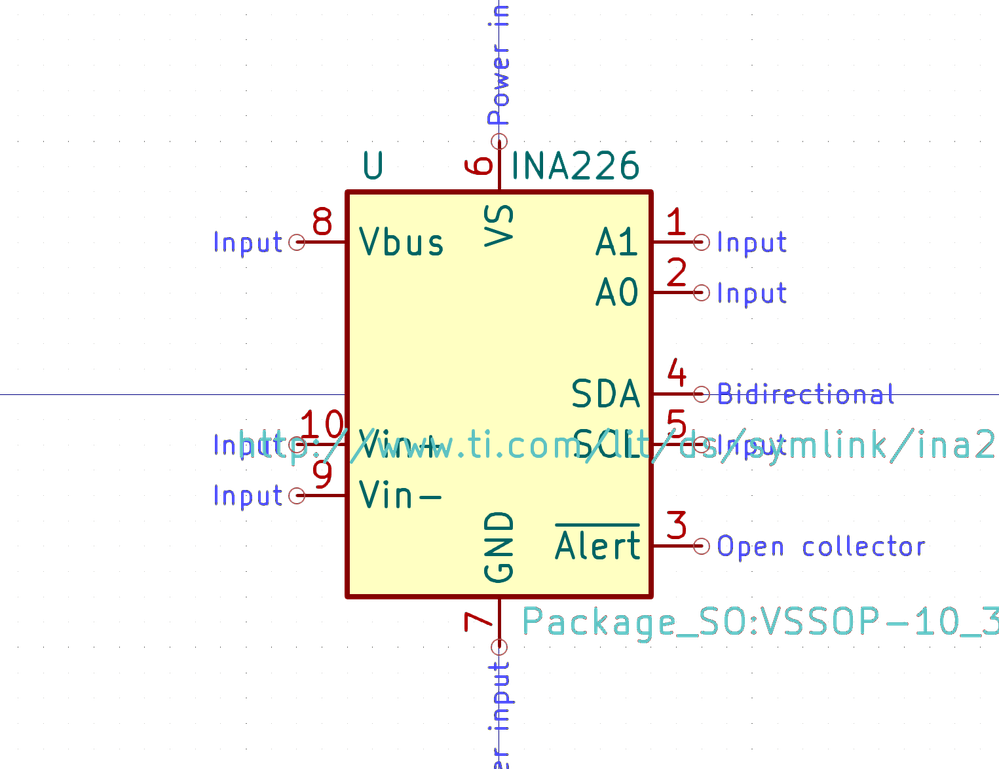 Power in
U
6
INA226
8
VS
1
Input
Vbus
A1
Input
2
A0
Input
4
SDA
Bidirectional
10
5
Input
Vin+
SCL
Input
http://www.ti.com/lit/ds/symlink/ina2
9
Input
Vin-
GND
3
Alert
Open collector
7
Package_SO:VSSOP-10_3
er input